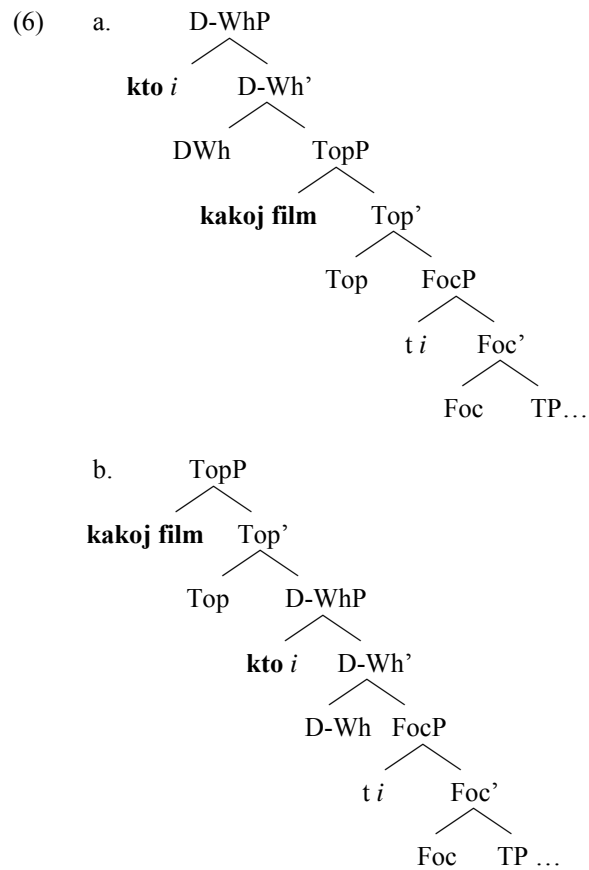 (6) a. D-WhP
kto i D-Wh’
DWh TopP
kakoj film Top’
Top FocP
t i Foc’
Foc TP…
b. TopP
kakoj film Top’
Top D-WhP
kto i D-Wh’
D-Wh FocP
t i Foc’
Foc TP …